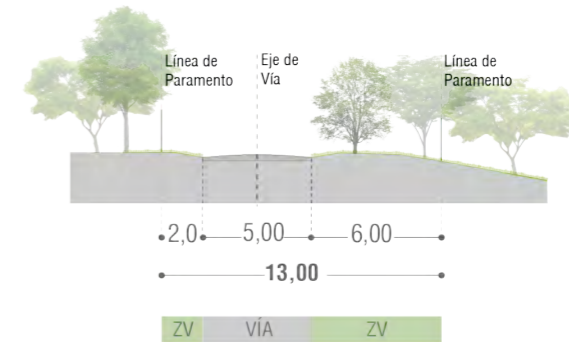 Línea de
Paramento
Eje de
Vía
Línea de
Paramento
2,0 5,00 6,00
13,00
ZV VÍA ZV